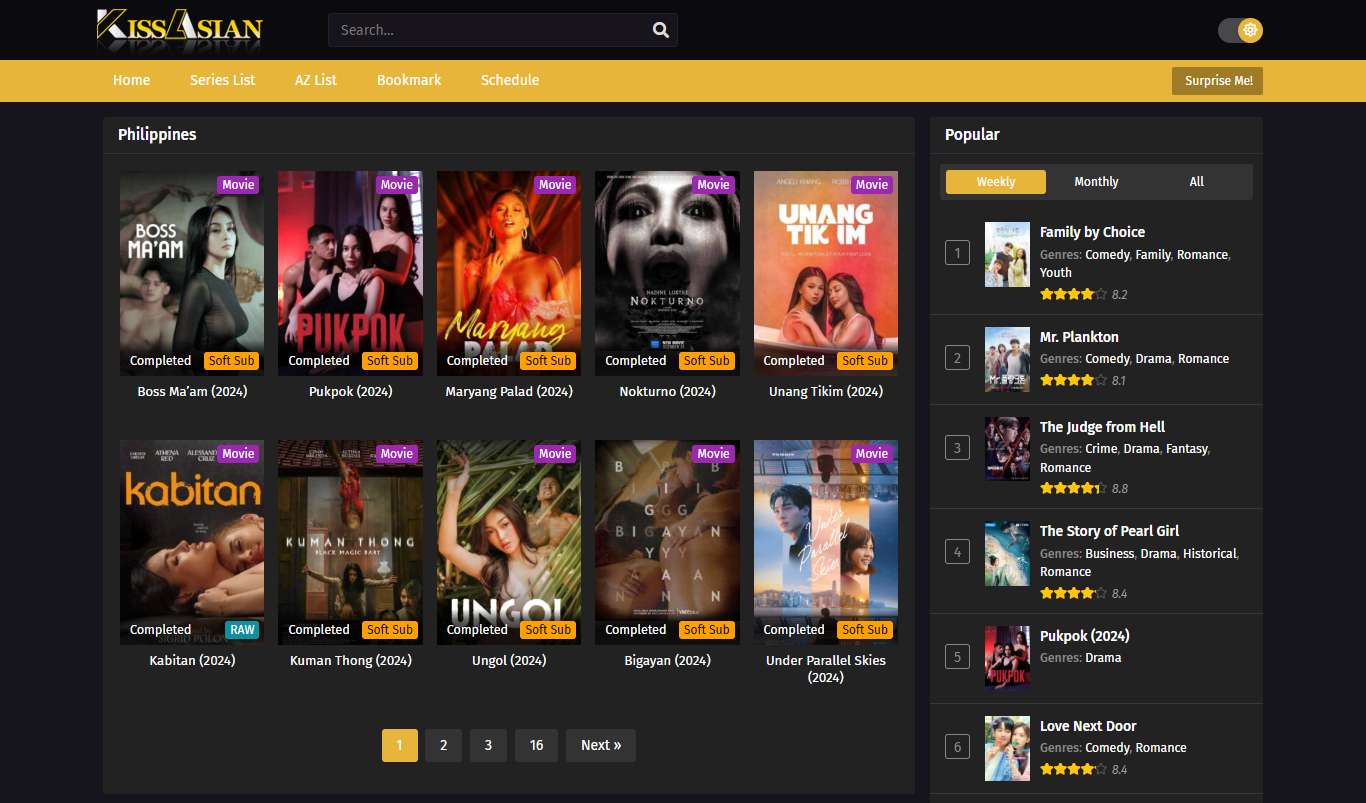 KissAsian
Search...
Home
Series List
AZ List
Bookmark
Schedule
Surprise Me!
Philippines
Movie
BOSS
MA'AM
Completed
Soft Sub
Boss Ma'am (2024)
Movie
PUKPOK
Completed
Soft Sub
Pukpok (2024)
Movie
Maryang
PALAD
Completed
Soft Sub
Maryang Palad (2024)
Movie
NADINE LUSTRE
NOKTURNO
Completed
Soft Sub
Nokturno (2024)
ANGELI KHANG
Movie
UNANG
TIK IM
Completed
Soft Sub
Unang Tikim (2024)
Movie
ATHENA
RED
kabitan
Completed
RAW
Kabitan (2024)
Movie
KUMAN THONG
BLACK MAGIC BABY
Completed
Soft Sub
Kuman Thong (2024)
Movie
UNGOL
Completed
Soft Sub
Ungol (2024)
Movie
BIGAYAN
Completed
Soft Sub
Bigayan (2024)
Movie
Under
Parallel
Skies
Completed
Soft Sub
Under Parallel Skies
(2024)
1
2
3
16
Next »
Popular
Weekly
Monthly
All
1
Family by Choice
Genres: Comedy, Family, Romance,
Youth
8.2
2
Mr. Plankton
Genres: Comedy, Drama, Romance
8.1
3
The Judge from Hell
Genres: Crime, Drama, Fantasy,
Romance
8.8
4
The Story of Pearl Girl
Genres: Business, Drama, Historical,
Romance
8.4
5
PUKPOK
Pukpok (2024)
Genres: Drama
6
Love Next Door
Genres: Comedy, Romance
8.4